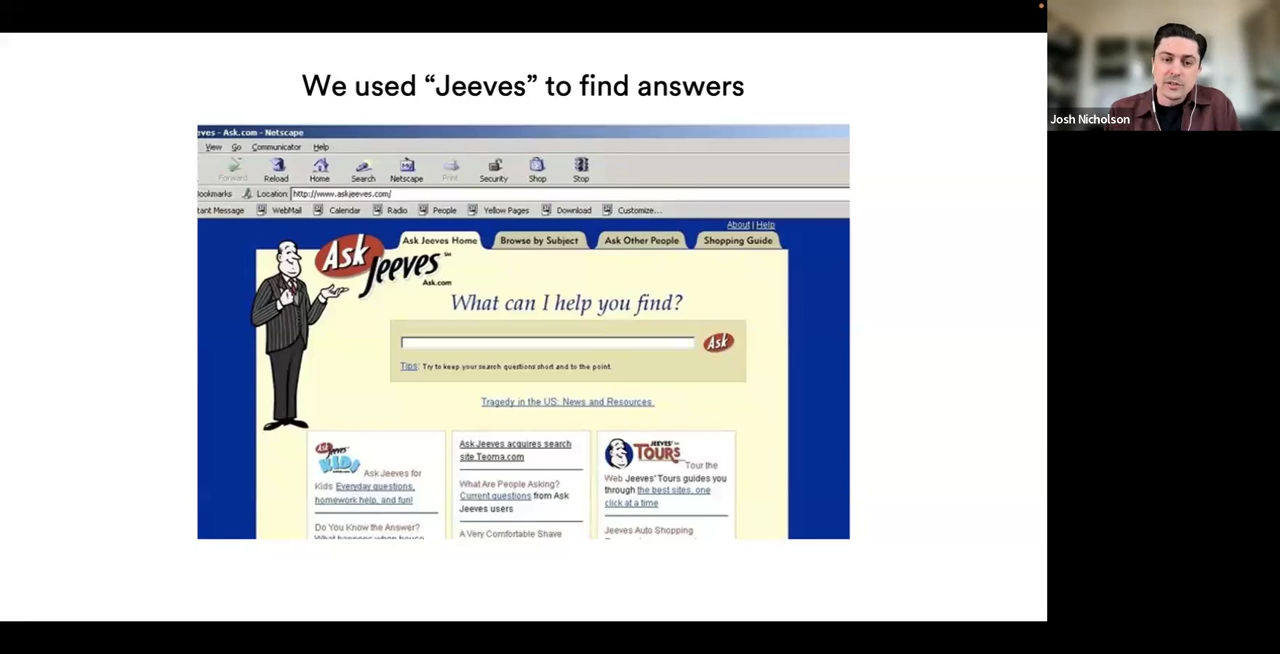 We used “Jeeves” to find answers
Josh Nicholson
eves - Ask.com - Netscape
View Go Communicator Help
Forward Reload Home Search Netscape Print Security Shop Stop
ookmarks Location: http://www.askjeeves.com/
tant Message WebMail Calendar Radio People Yellow Pages Download Customize...
About | Help
Ask Jeeves Home Browse by Subject Ask Other People Shopping Guide
Ask Jeeves SM
Ask.com
What can I help you find?
Ask
Tips: Try to keep your search questions short and to the point.
Tragedy in the US: News and Resources
Ask Jeeves KIDS Ask Jeeves for
Kids Everyday questions,
homework help, and fun!
Do You Know the Answer?
What happens when house
Ask Jeeves acquires search
site Teoma.com
What Are People Asking?
Current questions from Ask
Jeeves users
A Very Comfortable Shave
JEEVES' TOURS Tour the
Web Jeeves' Tours guides you
through the best sites, one
click at a time
Jeeves Auto Shopping